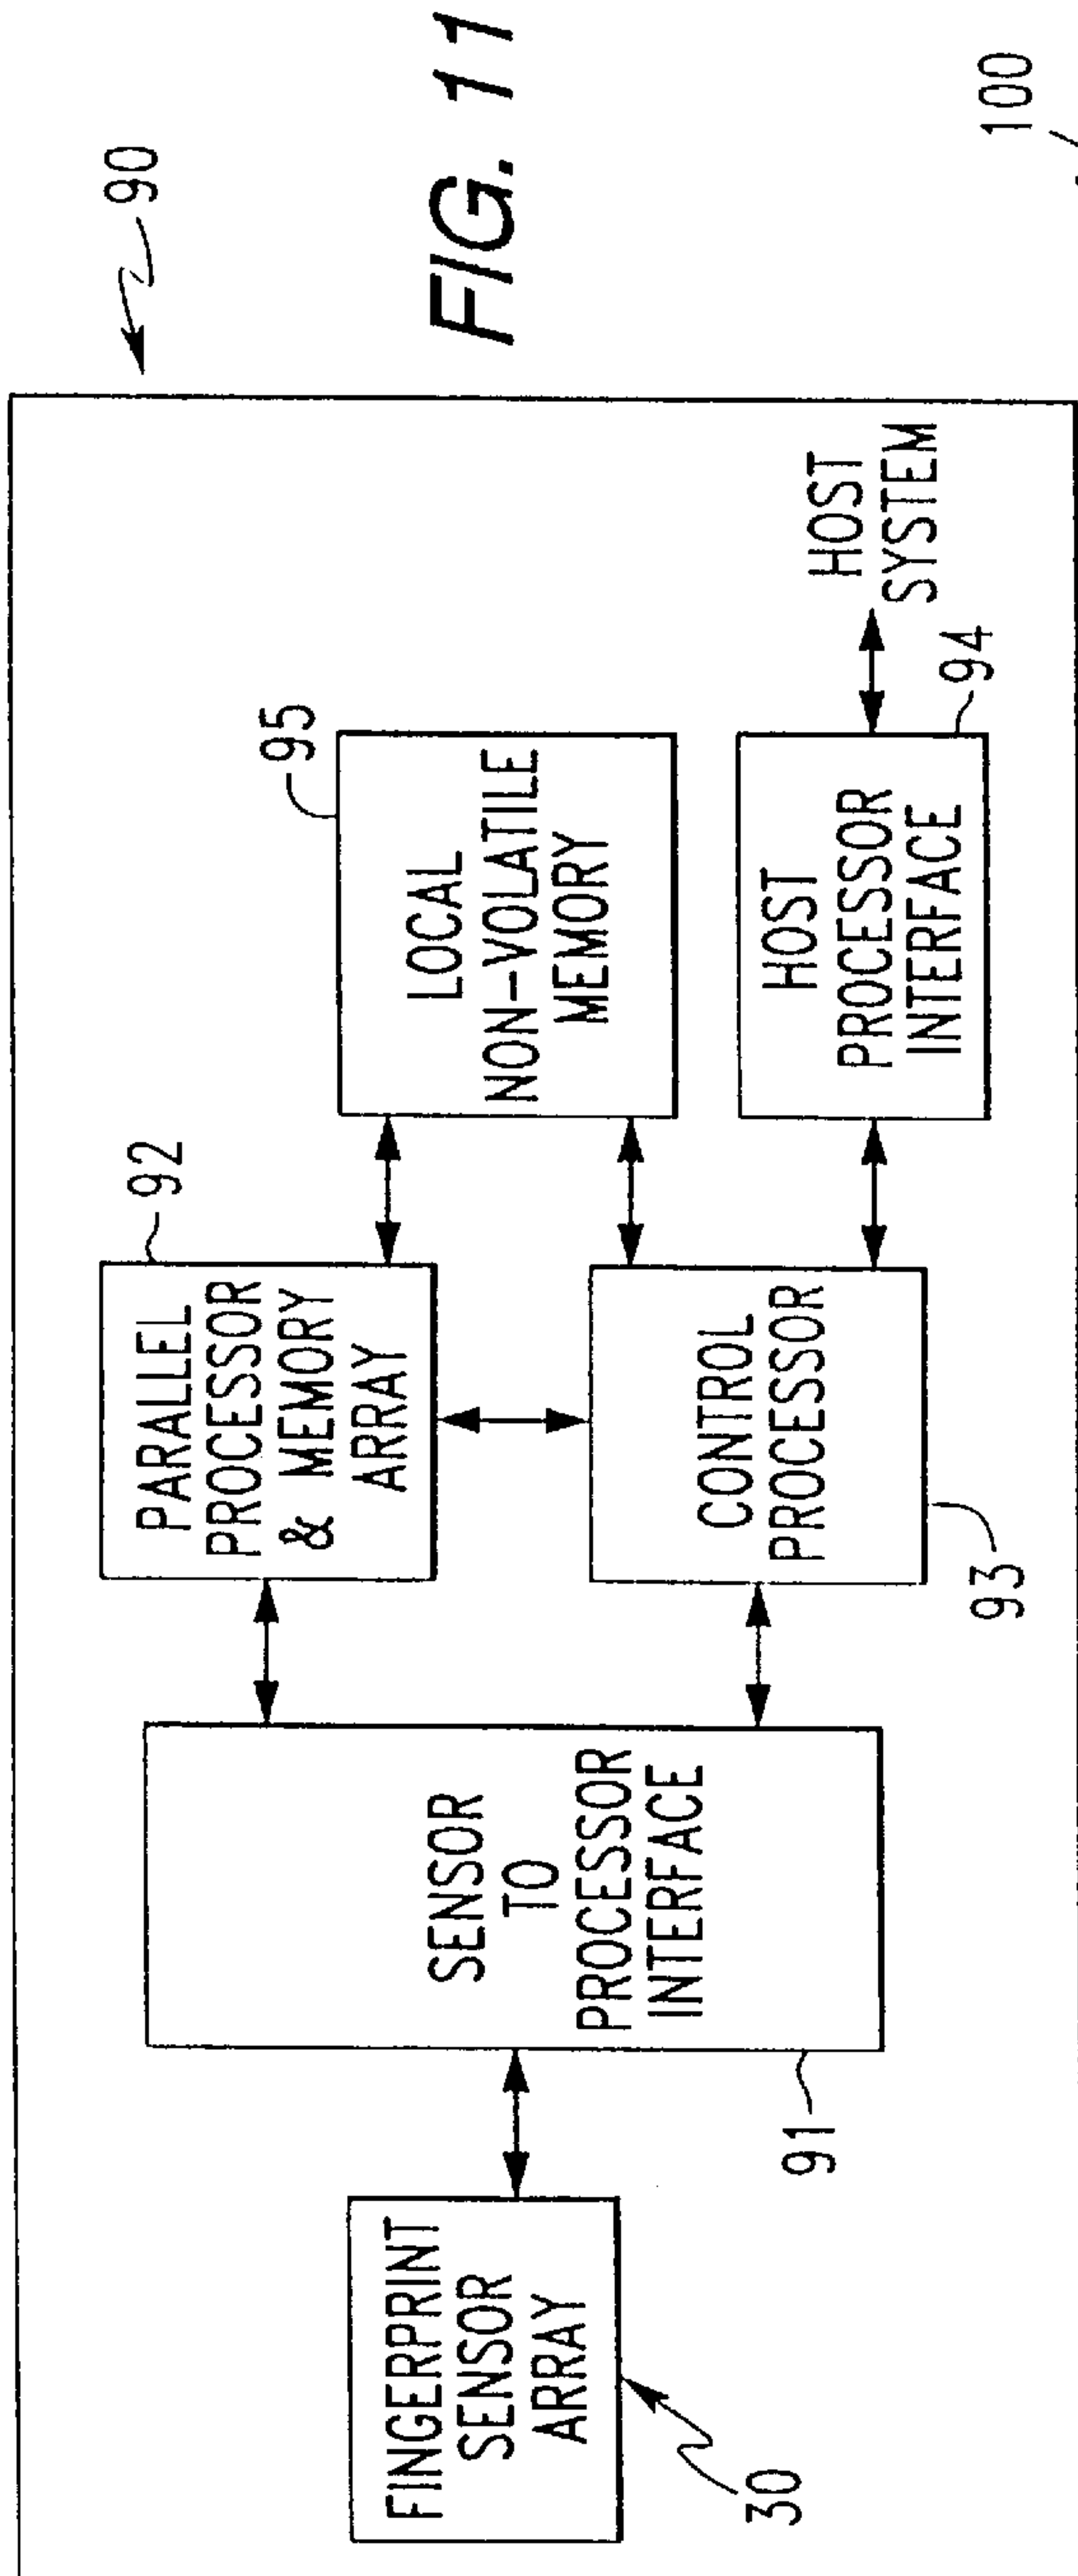 FIG. 11
90
100
FINGERPRINT
SENSOR
ARRAY
30
SENSOR
TO
PROCESSOR
INTERFACE
91
PARALLEL
PROCESSOR
& MEMORY
ARRAY
92
CONTROL
PROCESSOR
93
LOCAL
NON-VOLATILE
MEMORY
95
HOST
PROCESSOR
INTERFACE
94
HOST
SYSTEM